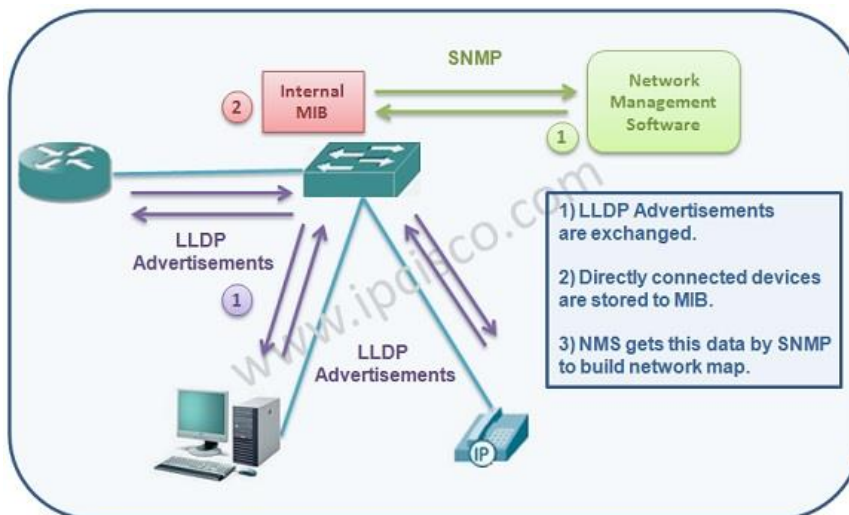 SNMP
Internal
MIB
2
Network
Management
Software
1
LLDP
Advertisements
1
LLDP
Advertisements
IP
www.ipcisco.com
1) LLDP Advertisements
are exchanged.
2) Directly connected devices
are stored to MIB.
3) NMS gets this data by SNMP
to build network map.